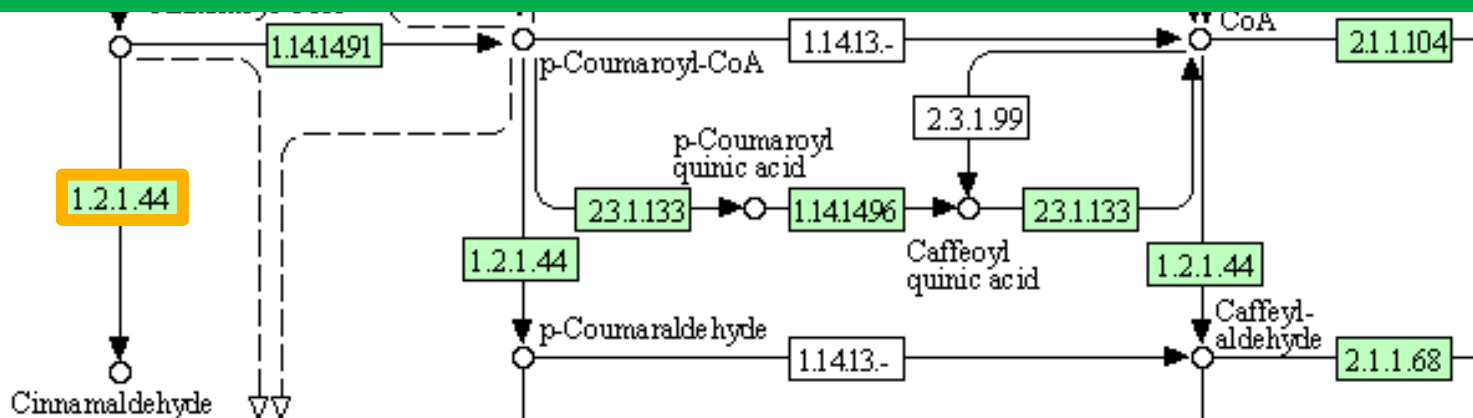 CoA
1.14.14.91
1.14.13.-
2.1.1.104
p-Coumaroyl-CoA
2.3.1.99
p-Coumaroyl
quinic acid
1.2.1.44
2.3.1.133
1.14.14.96
2.3.1.133
1.2.1.44
Caffeoyl
quinic acid
1.2.1.44
p-Coumaraldehyde
Caffeyl-
aldehyde
1.14.13.-
2.1.1.68
Cinnamaldehyde